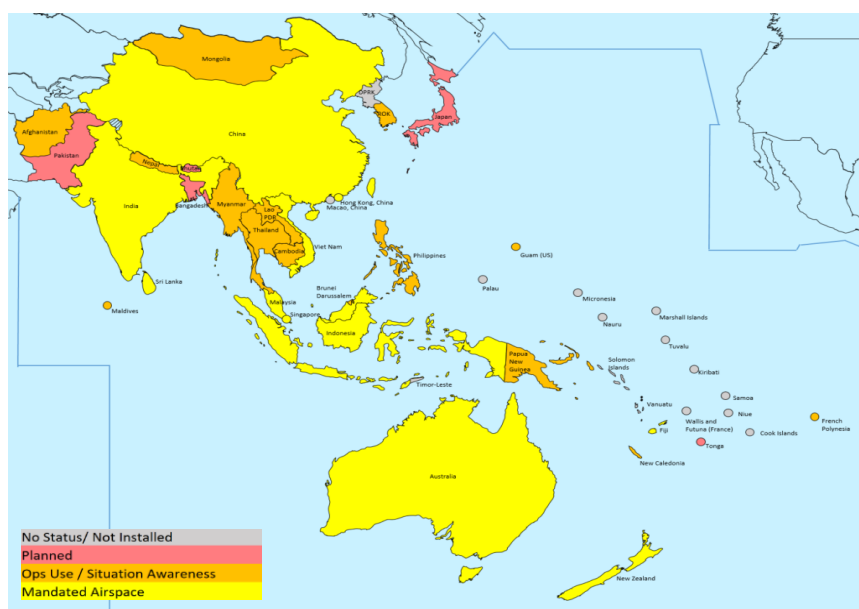 Mongolia
DPRK
ROK
Japan
Afghanistan
Pakistan
China
Nepal
Bhutan
India
Bangladesh
Myanmar
Lao
PDR
Hong Kong, China
Macao, China
Thailand
Viet Nam
Cambodia
Philippines
Guam (US)
Sri Lanka
Maldives
Malaysia
Brunei
Darussalem
Palau
Singapore
Indonesia
Micronesia
Nauru
Marshall Islands
Tuvalu
Papua
New
Guinea
Solomon
Islands
Kiribati
Timor-Leste
Samoa
Vanuatu
Wallis and
Futuna (France)
Niue
French
Polynesia
Fiji
Cook Islands
Tonga
New Caledonia
Australia
New Zealand
No Status/ Not Installed
Planned
Ops Use / Situation Awareness
Mandated Airspace